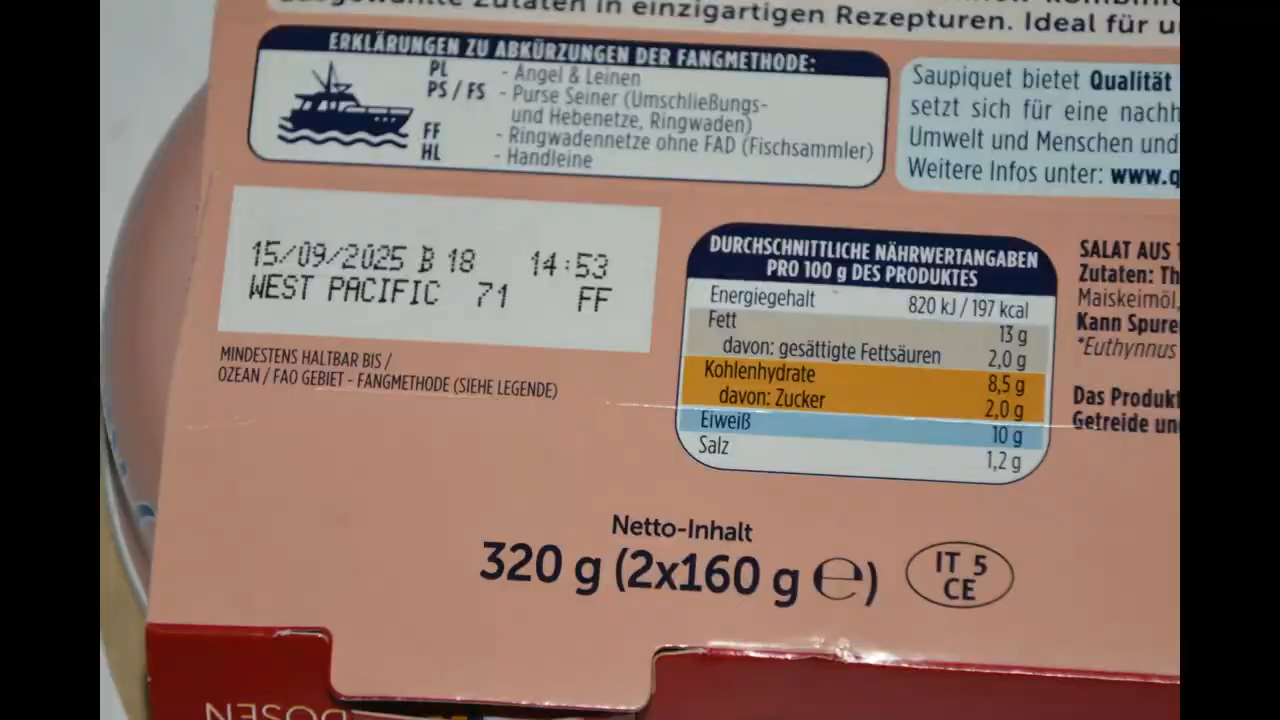 Zutaten in einzigartigen Rezepturen. Ideal für
ERKLÄRUNGEN ZU ABKÜRZUNGEN DER FANGMETHODE:
PL - Angel & Leinen
PS / FS - Purse Seiner (Umschließungs-
und Hebenetze, Ringwaden)
FF - Ringwadennetze ohne FAD (Fischsammler)
HL - Handleine
Saupiquet bietet Qualität
setzt sich für eine nachh
Umwelt und Menschen und
Weitere Infos unter: www.q
15/09/2025 B 18 14:53
WEST PACIFIC 71 FF
MINDESTENS HALTBAR BIS /
OZEAN / FAO GEBIET - FANGMETHODE (SIEHE LEGENDE)
DURCHSCHNITTLICHE NÄHRWERTANGABEN
PRO 100 g DES PRODUKTES
Energiegehalt 820 kJ / 197 kcal
Fett 13 g
davon: gesättigte Fettsäuren 2,0 g
Kohlenhydrate 8,5 g
davon: Zucker 2,0 g
Eiweiß 10 g
Salz 1,2 g
SALAT AUS
Zutaten: Th
Maiskeimöl,
Kann Spure
*Euthynnus
Das Produkt
Getreide un
Netto-Inhalt
320 g (2x160 g ℮)
IT 5
CE
DOSEN